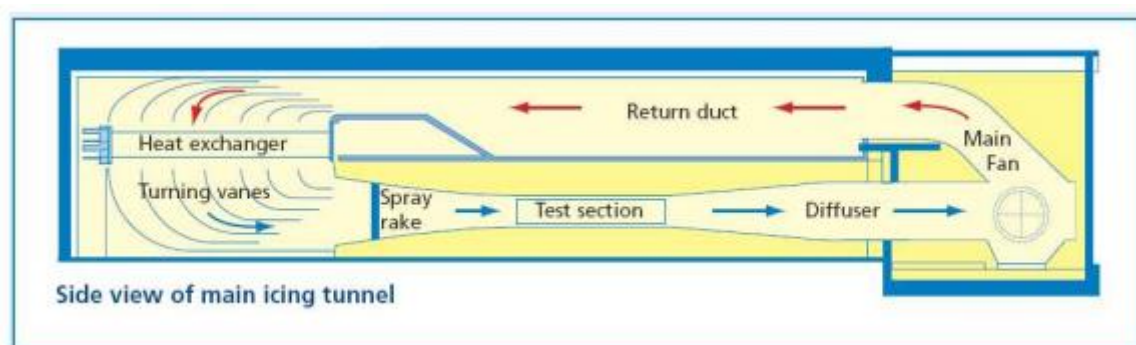 Return duct
Main
Fan
Heat exchanger
Turning vanes
Spray
rake
Test section
Diffuser
Side view of main icing tunnel